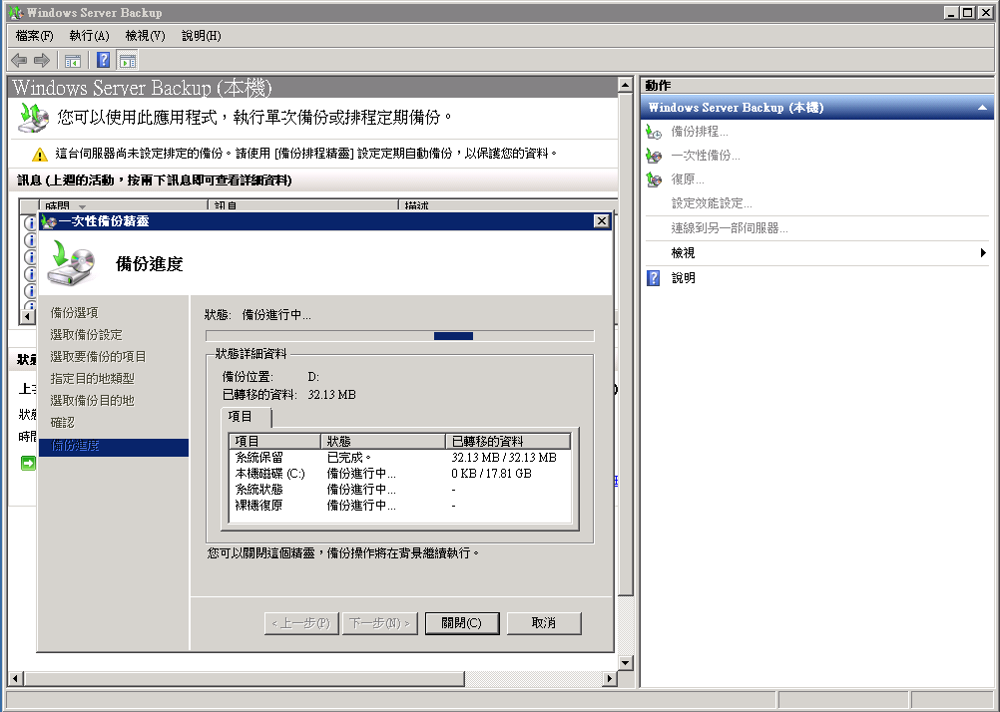 Windows Server Backup
檔案(F) 執行(A) 檢視(V) 說明(H)
Windows Server Backup (本機)
您可以使用此應用程式，執行單次備份或排程定期備份。
這台伺服器尚未設定排定的備份。請使用 [備份排程精靈] 設定定期自動備份，以保護您的資料。
訊息 (上週的活動，按兩下訊息即可查看詳細資料)
時間 訊息 描述
一次性備份精靈
備份進度
備份選項
選取備份設定
選取要備份的項目
指定目的地類型
選取備份目的地
確認
備份進度
狀態: 備份進行中...
狀態詳細資料
備份位置: D:
已轉移的資料: 32.13 MB
項目
項目 狀態 已轉移的資料
系統保留 已完成。 32.13 MB / 32.13 MB
本機磁碟 (C:) 備份進行中... 0 KB / 17.81 GB
系統狀態 備份進行中... -
裸機復原 備份進行中... -
您可以關閉這個精靈，備份操作將在背景繼續執行。
< 上一步(P) 下一步(N) > 關閉(C) 取消
動作
Windows Server Backup (本機)
備份排程...
一次性備份...
復原...
設定效能設定...
連線到另一部伺服器...
檢視
說明